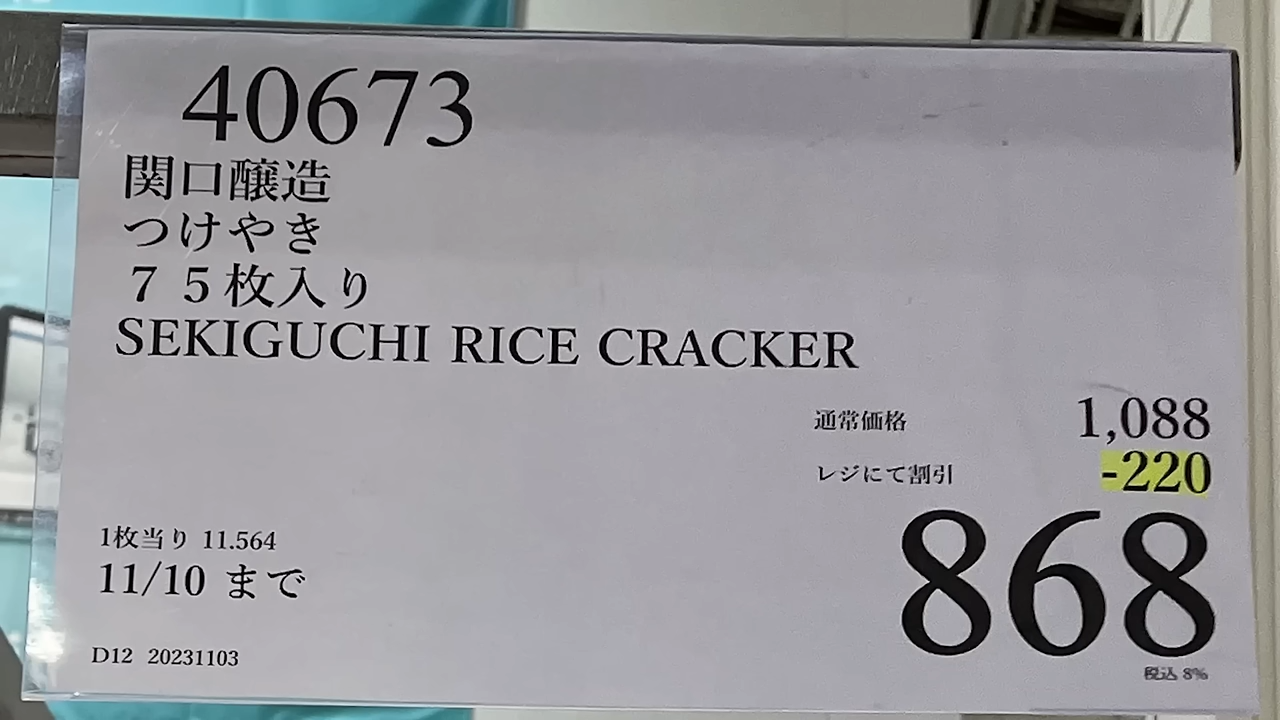 40673
関口醸造
つけやき
７５枚入り
SEKIGUCHI RICE CRACKER
通常価格 1,088
レジにて割引 -220
868
税込 8%
1枚当り 11.564
11/10 まで
D12 20231103